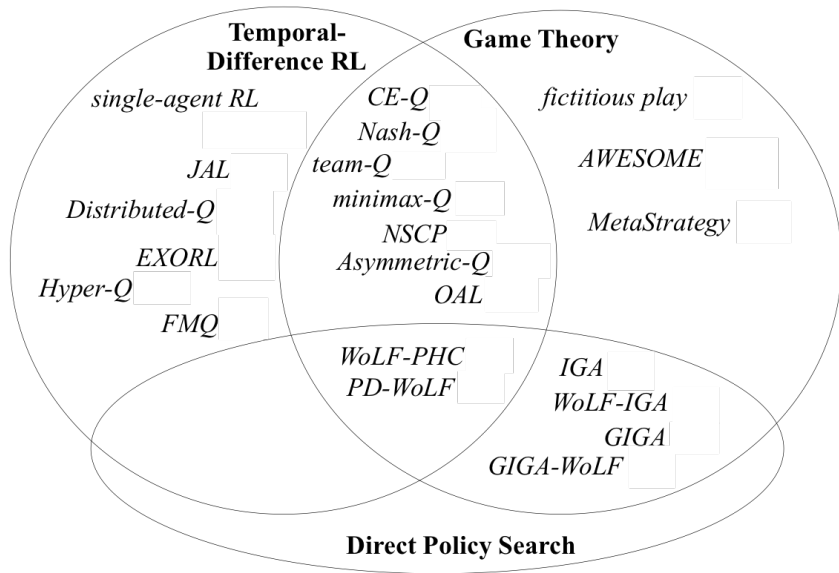 Temporal-
Difference RL
Game Theory
single-agent RL
JAL
Distributed-Q
EXORL
Hyper-Q
FMQ
CE-Q
Nash-Q
team-Q
minimax-Q
NSCP
Asymmetric-Q
OAL
fictitious play
AWESOME
MetaStrategy
WoLF-PHC
PD-WoLF
IGA
WoLF-IGA
GIGA
GIGA-WoLF
Direct Policy Search